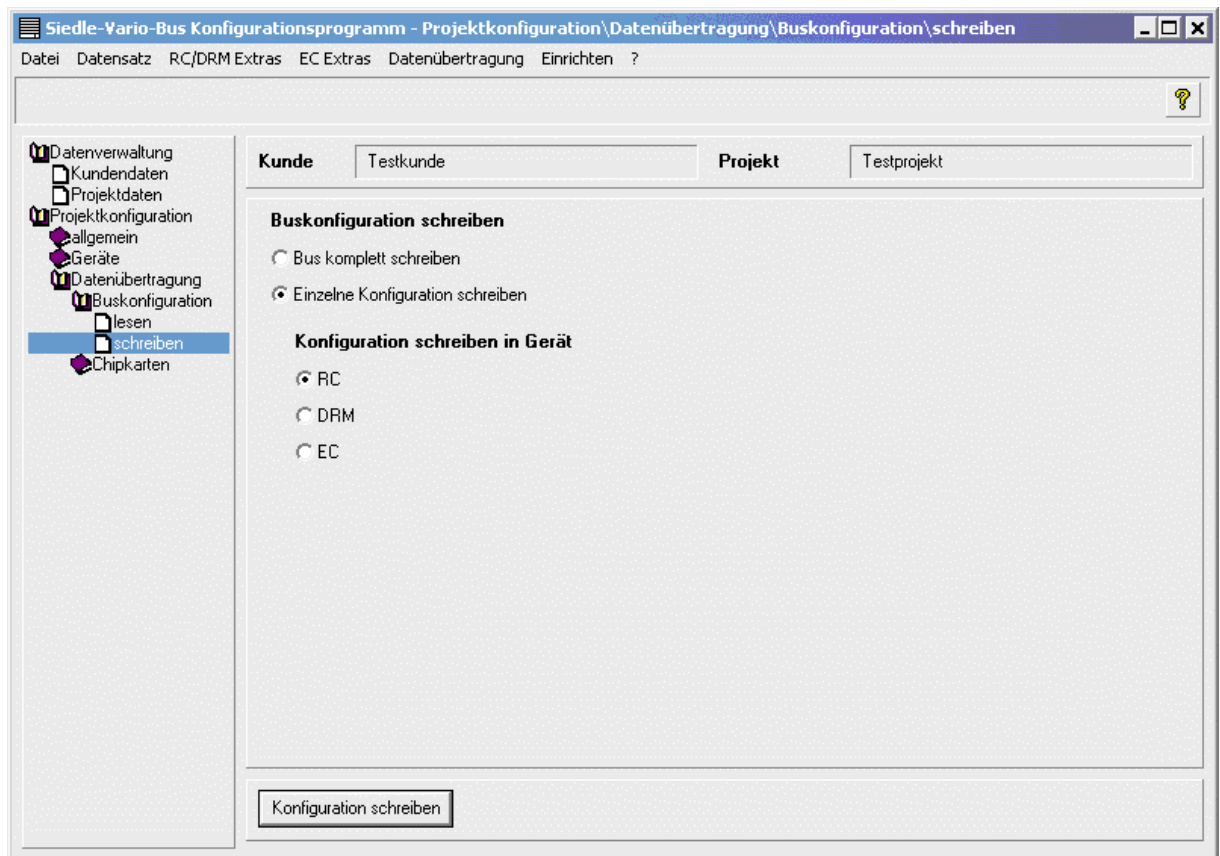 Siedle-Vario-Bus Konfigurationsprogramm - Projektkonfiguration\Datenübertragung\Buskonfiguration\schreiben
Datei Datensatz RC/DRM Extras EC Extras Datenübertragung Einrichten ?
Datenverwaltung
Kundendaten
Projektdaten
Projektkonfiguration
allgemein
Geräte
Datenübertragung
Buskonfiguration
lesen
schreiben
Chipkarten
Kunde Testkunde Projekt Testprojekt
Buskonfiguration schreiben
Bus komplett schreiben
Einzelne Konfiguration schreiben
Konfiguration schreiben in Gerät
RC
DRM
EC
Konfiguration schreiben